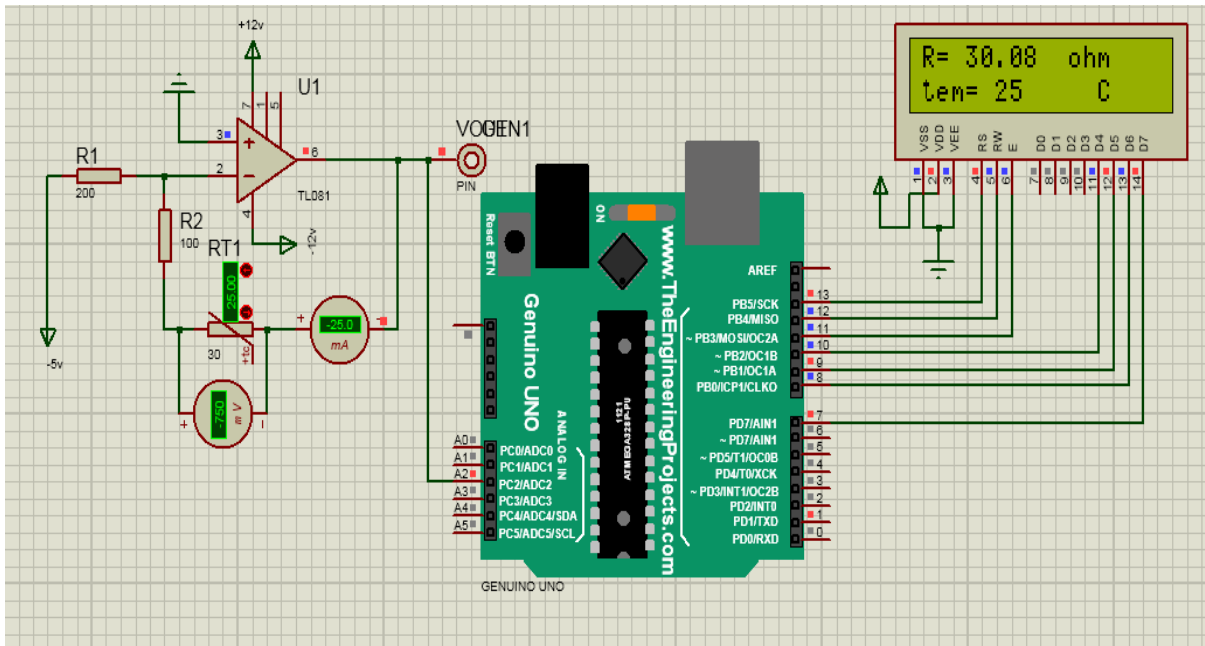 +12v
U1
7
1
5
3
+
2
−
6
4
TL081
-12v
R1
200
R2
100
RT1
25.00
30
+tc
-5v
+
-25.0
mA
-
+
-750
mV
-
PIN
Reset BTN
ON
www.TheEngineeringProjects.com
Genuino UNO
ANALOG IN
1121
ATMEGA328P-PU
A0
A1
A2
A3
A4
A5
PC0/ADC0
PC1/ADC1
PC2/ADC2
PC3/ADC3
PC4/ADC4/SDA
PC5/ADC5/SCL
AREF
PB5/SCK
PB4/MISO
~ PB3/MOSI/OC2A
~ PB2/OC1B
~ PB1/OC1A
PB0/ICP1/CLKO
13
12
11
10
9
8
PD7/AIN1
~ PD7/AIN1
~ PD5/T1/OC0B
PD4/T0/XCK
~ PD3/INT1/OC2B
PD2/INT0
PD1/TXD
PD0/RXD
7
6
5
4
3
2
1
0
GENUINO UNO
R= 30.08 ohm
tem= 25 C
VSS
VDD
VEE
RS
RW
E
D0
D1
D2
D3
D4
D5
D6
D7
1
2
3
4
5
6
7
8
9
10
11
12
13
14